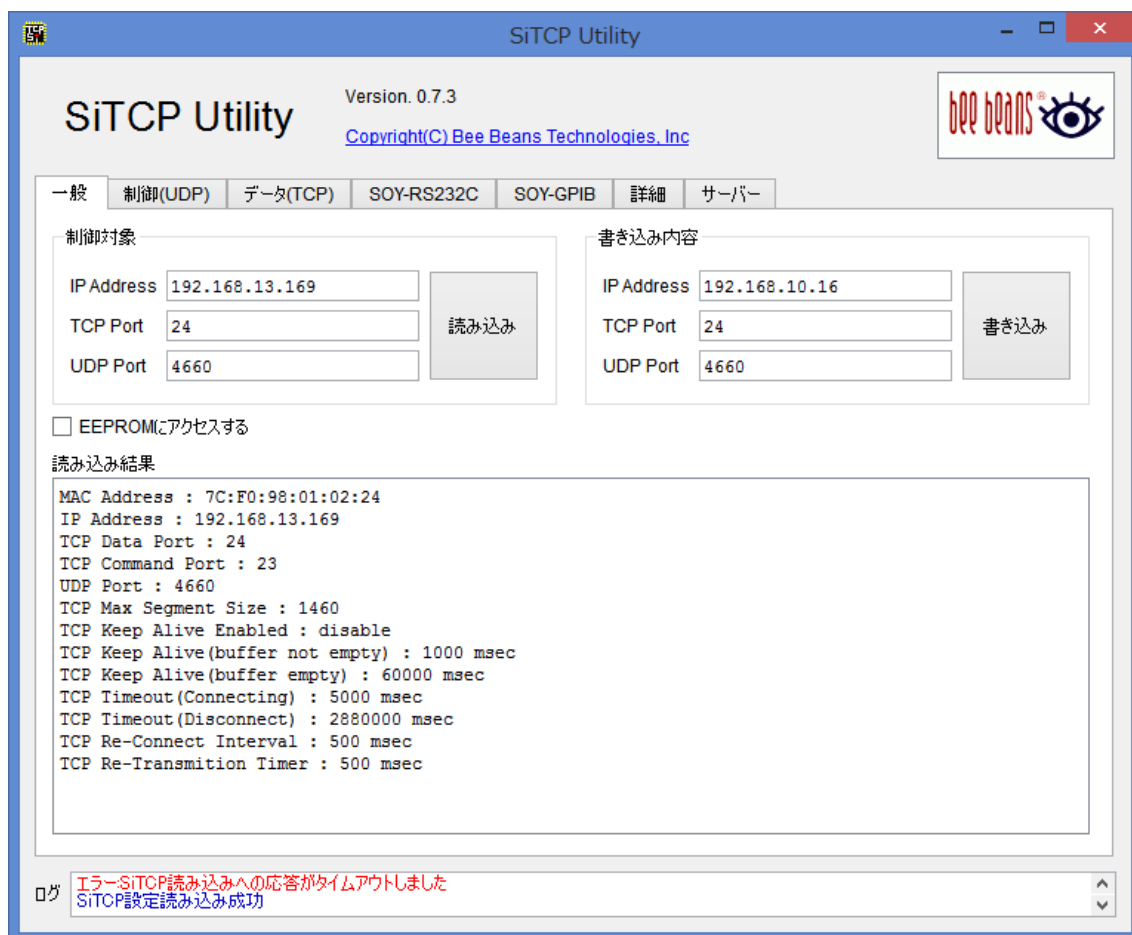 SiTCP Utility
SiTCP Utility
Version. 0.7.3
Copyright(C) Bee Beans Technologies, Inc
bee beans®
一般 制御(UDP) データ(TCP) SOY-RS232C SOY-GPIB 詳細 サーバー
制御対象
IP Address 192.168.13.169
TCP Port 24
UDP Port 4660
読み込み
書き込み内容
IP Address 192.168.10.16
TCP Port 24
UDP Port 4660
書き込み
EEPROMにアクセスする
読み込み結果
MAC Address : 7C:F0:98:01:02:24
IP Address : 192.168.13.169
TCP Data Port : 24
TCP Command Port : 23
UDP Port : 4660
TCP Max Segment Size : 1460
TCP Keep Alive Enabled : disable
TCP Keep Alive(buffer not empty) : 1000 msec
TCP Keep Alive(buffer empty) : 60000 msec
TCP Timeout(Connecting) : 5000 msec
TCP Timeout(Disconnect) : 2880000 msec
TCP Re-Connect Interval : 500 msec
TCP Re-Transmition Timer : 500 msec
ログ
エラー:SiTCP読み込みへの応答がタイムアウトしました
SiTCP設定読み込み成功